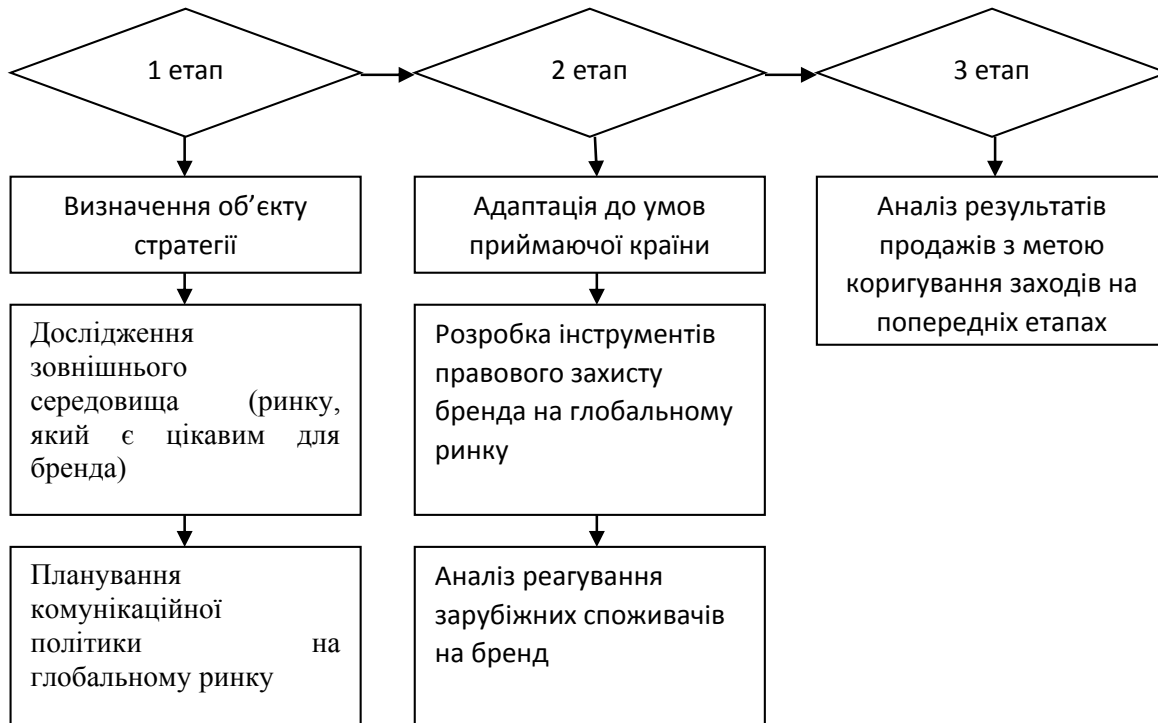 1 етап
2 етап
3 етап
Визначення об’єкту
стратегії
Дослідження
зовнішнього
середовища (ринку,
який є цікавим для
бренда)
Планування
комунікаційної
політики на
глобальному ринку
Адаптація до умов
приймаючої країни
Розробка інструментів
правового захисту
бренда на глобальному
ринку
Аналіз реагування
зарубіжних споживачів
на бренд
Аналіз результатів
продажів з метою
коригування заходів на
попередніх етапах